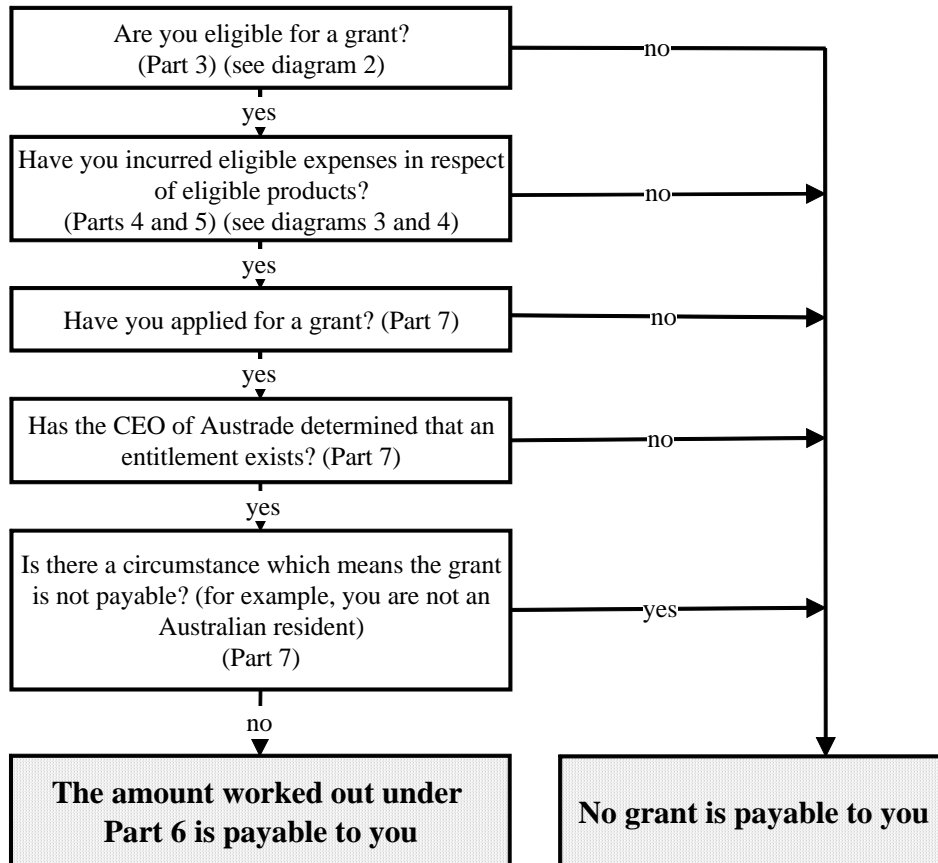 Are you eligible for a grant?
(Part 3) (see diagram 2)
no
yes
Have you incurred eligible expenses in respect
of eligible products?
(Parts 4 and 5) (see diagrams 3 and 4)
no
yes
Have you applied for a grant? (Part 7)
no
yes
Has the CEO of Austrade determined that an
entitlement exists? (Part 7)
no
yes
Is there a circumstance which means the grant
is not payable? (for example, you are not an
Australian resident)
(Part 7)
yes
no
The amount worked out under
Part 6 is payable to you
No grant is payable to you